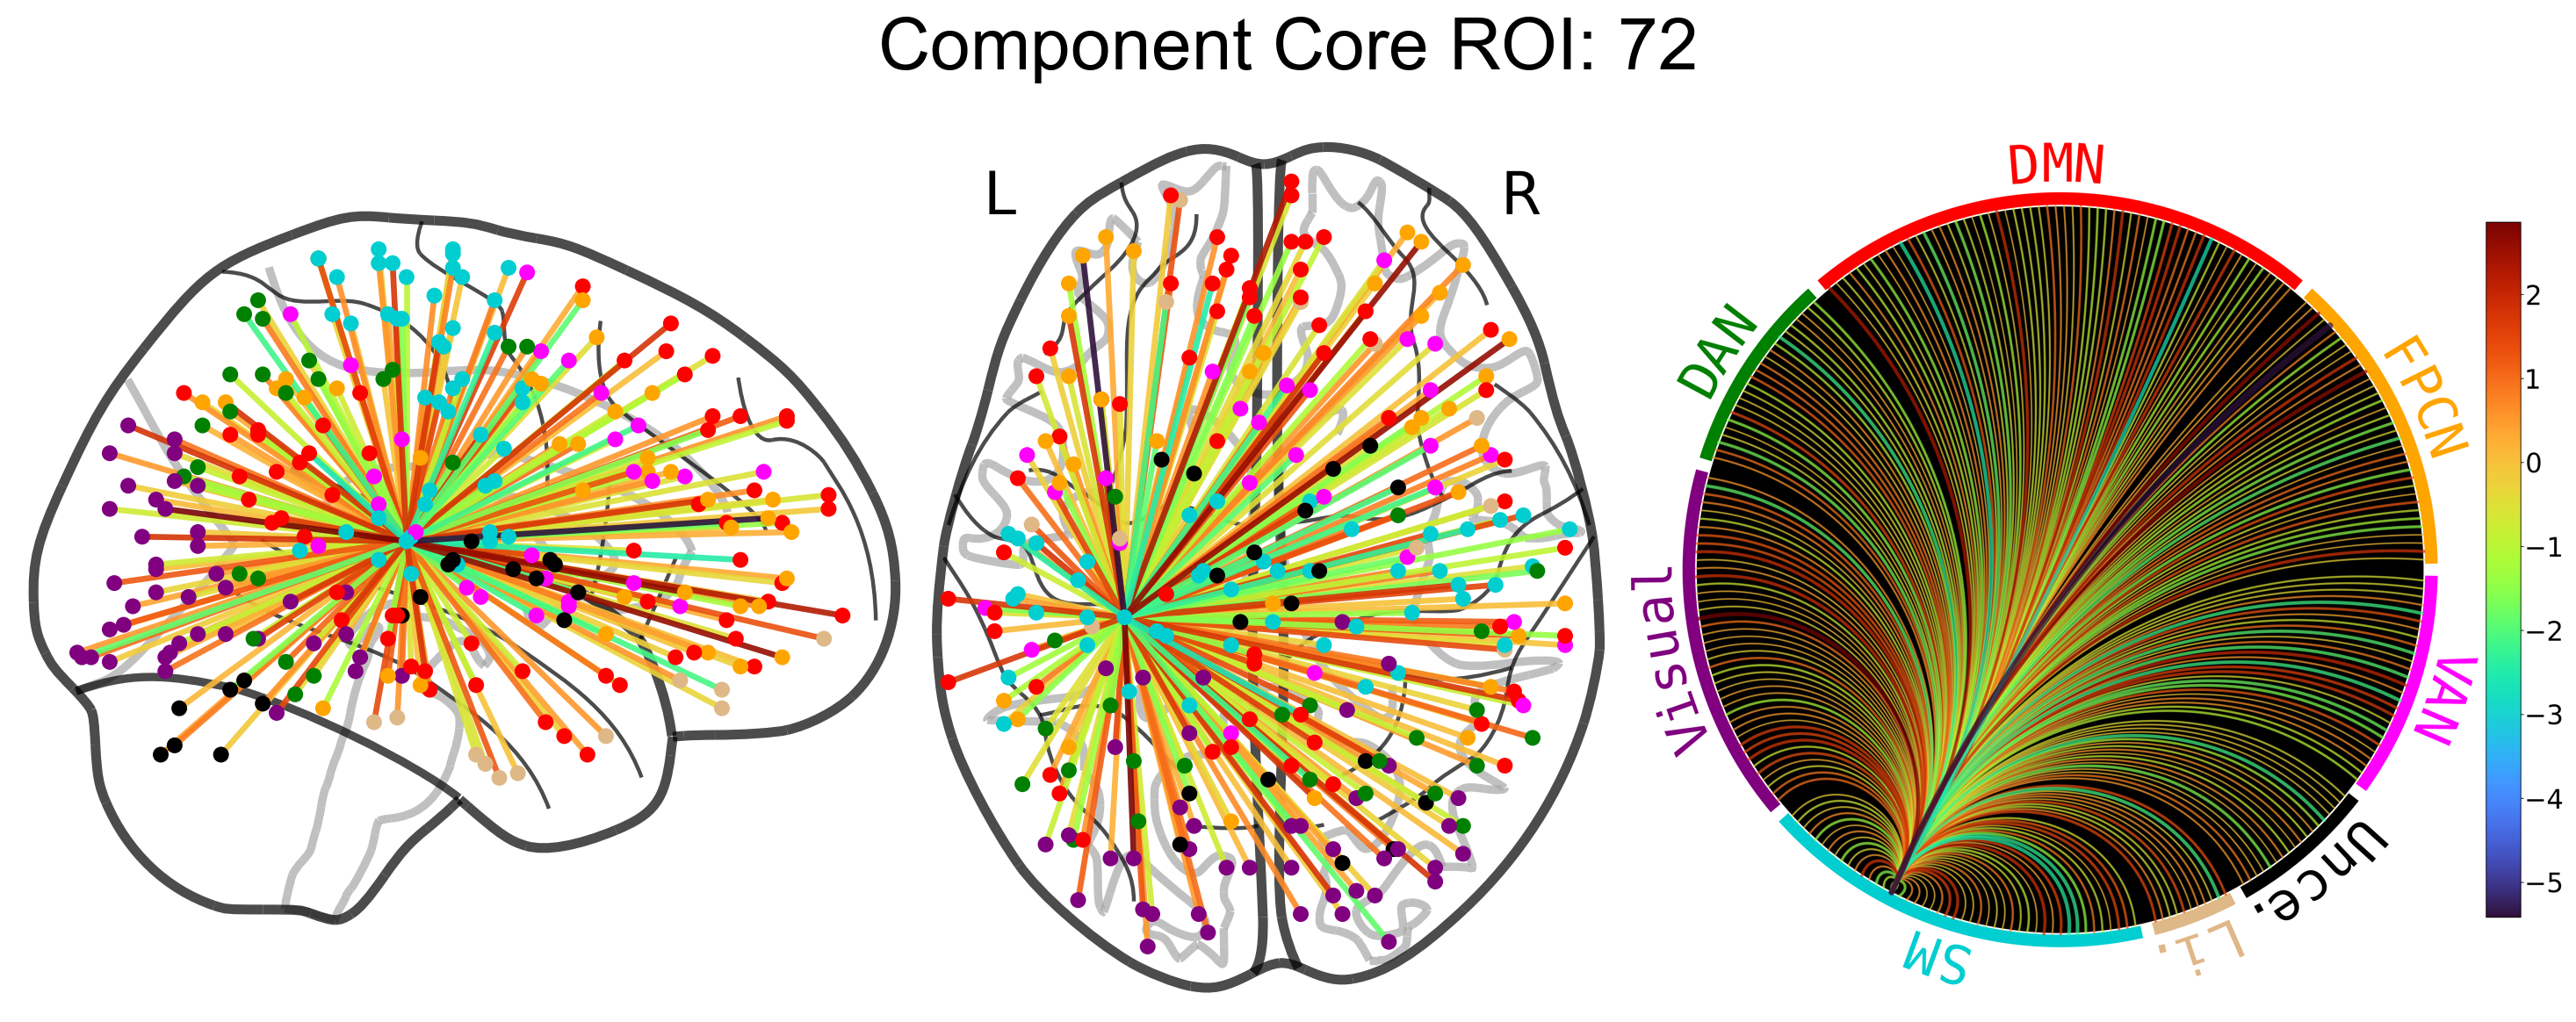 Component Core ROI: 72
L
R
DMN
DAN
FPCN
Visual
VAN
SM
Li.
Unce.
2
1
0
−1
−2
−3
−4
−5